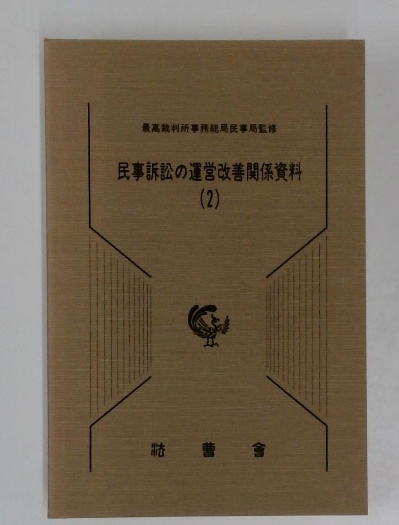 最高裁判所事務総局民事局監修
民事訴訟の運営改善関係資料
(2)
法曹會